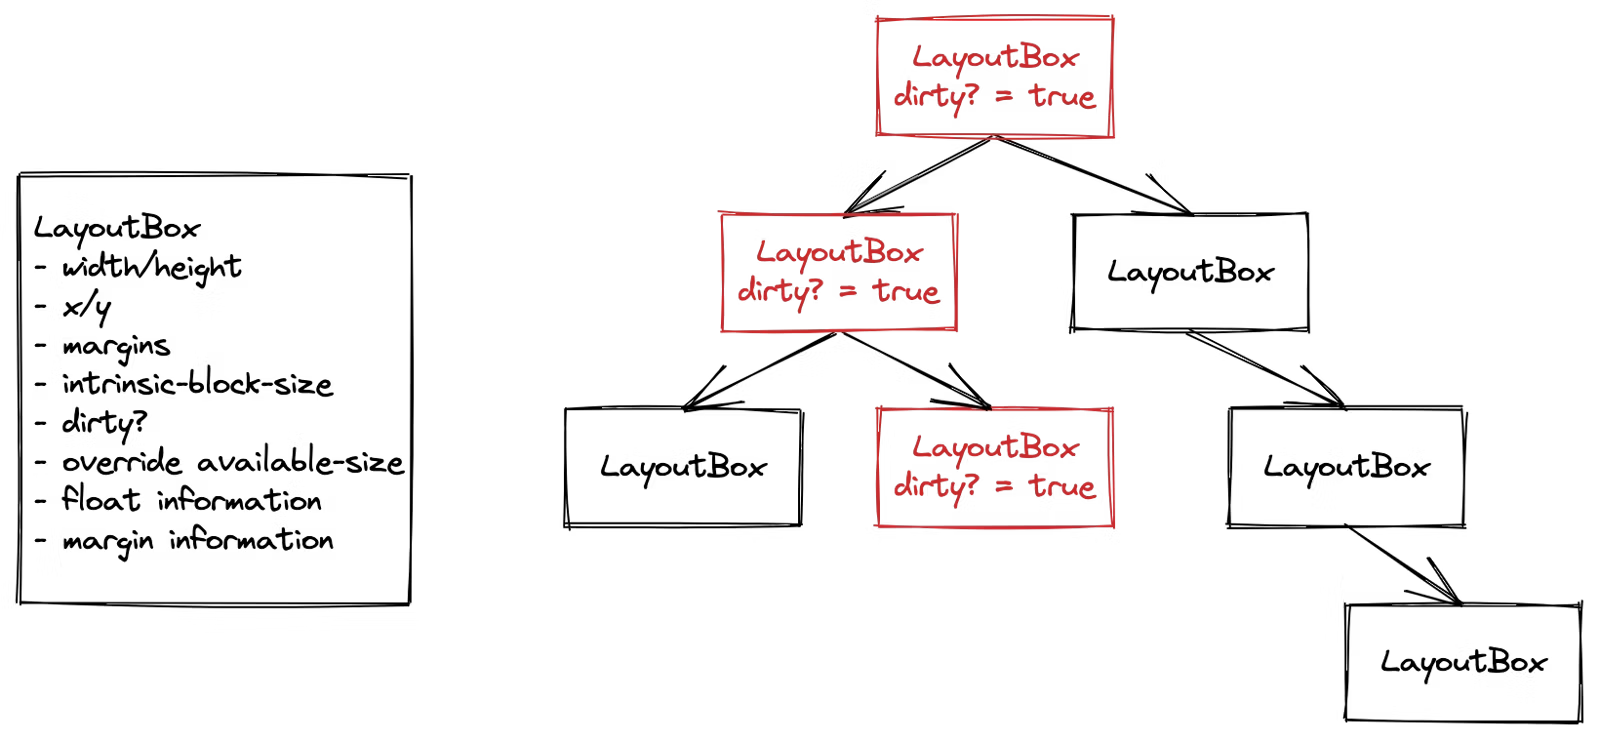 LayoutBox
- width/height
- x/y
- margins
- intrinsic-block-size
- dirty?
- override available-size
- float information
- margin information
LayoutBox
dirty? = true
LayoutBox
dirty? = true
LayoutBox
LayoutBox
LayoutBox
dirty? = true
LayoutBox
LayoutBox